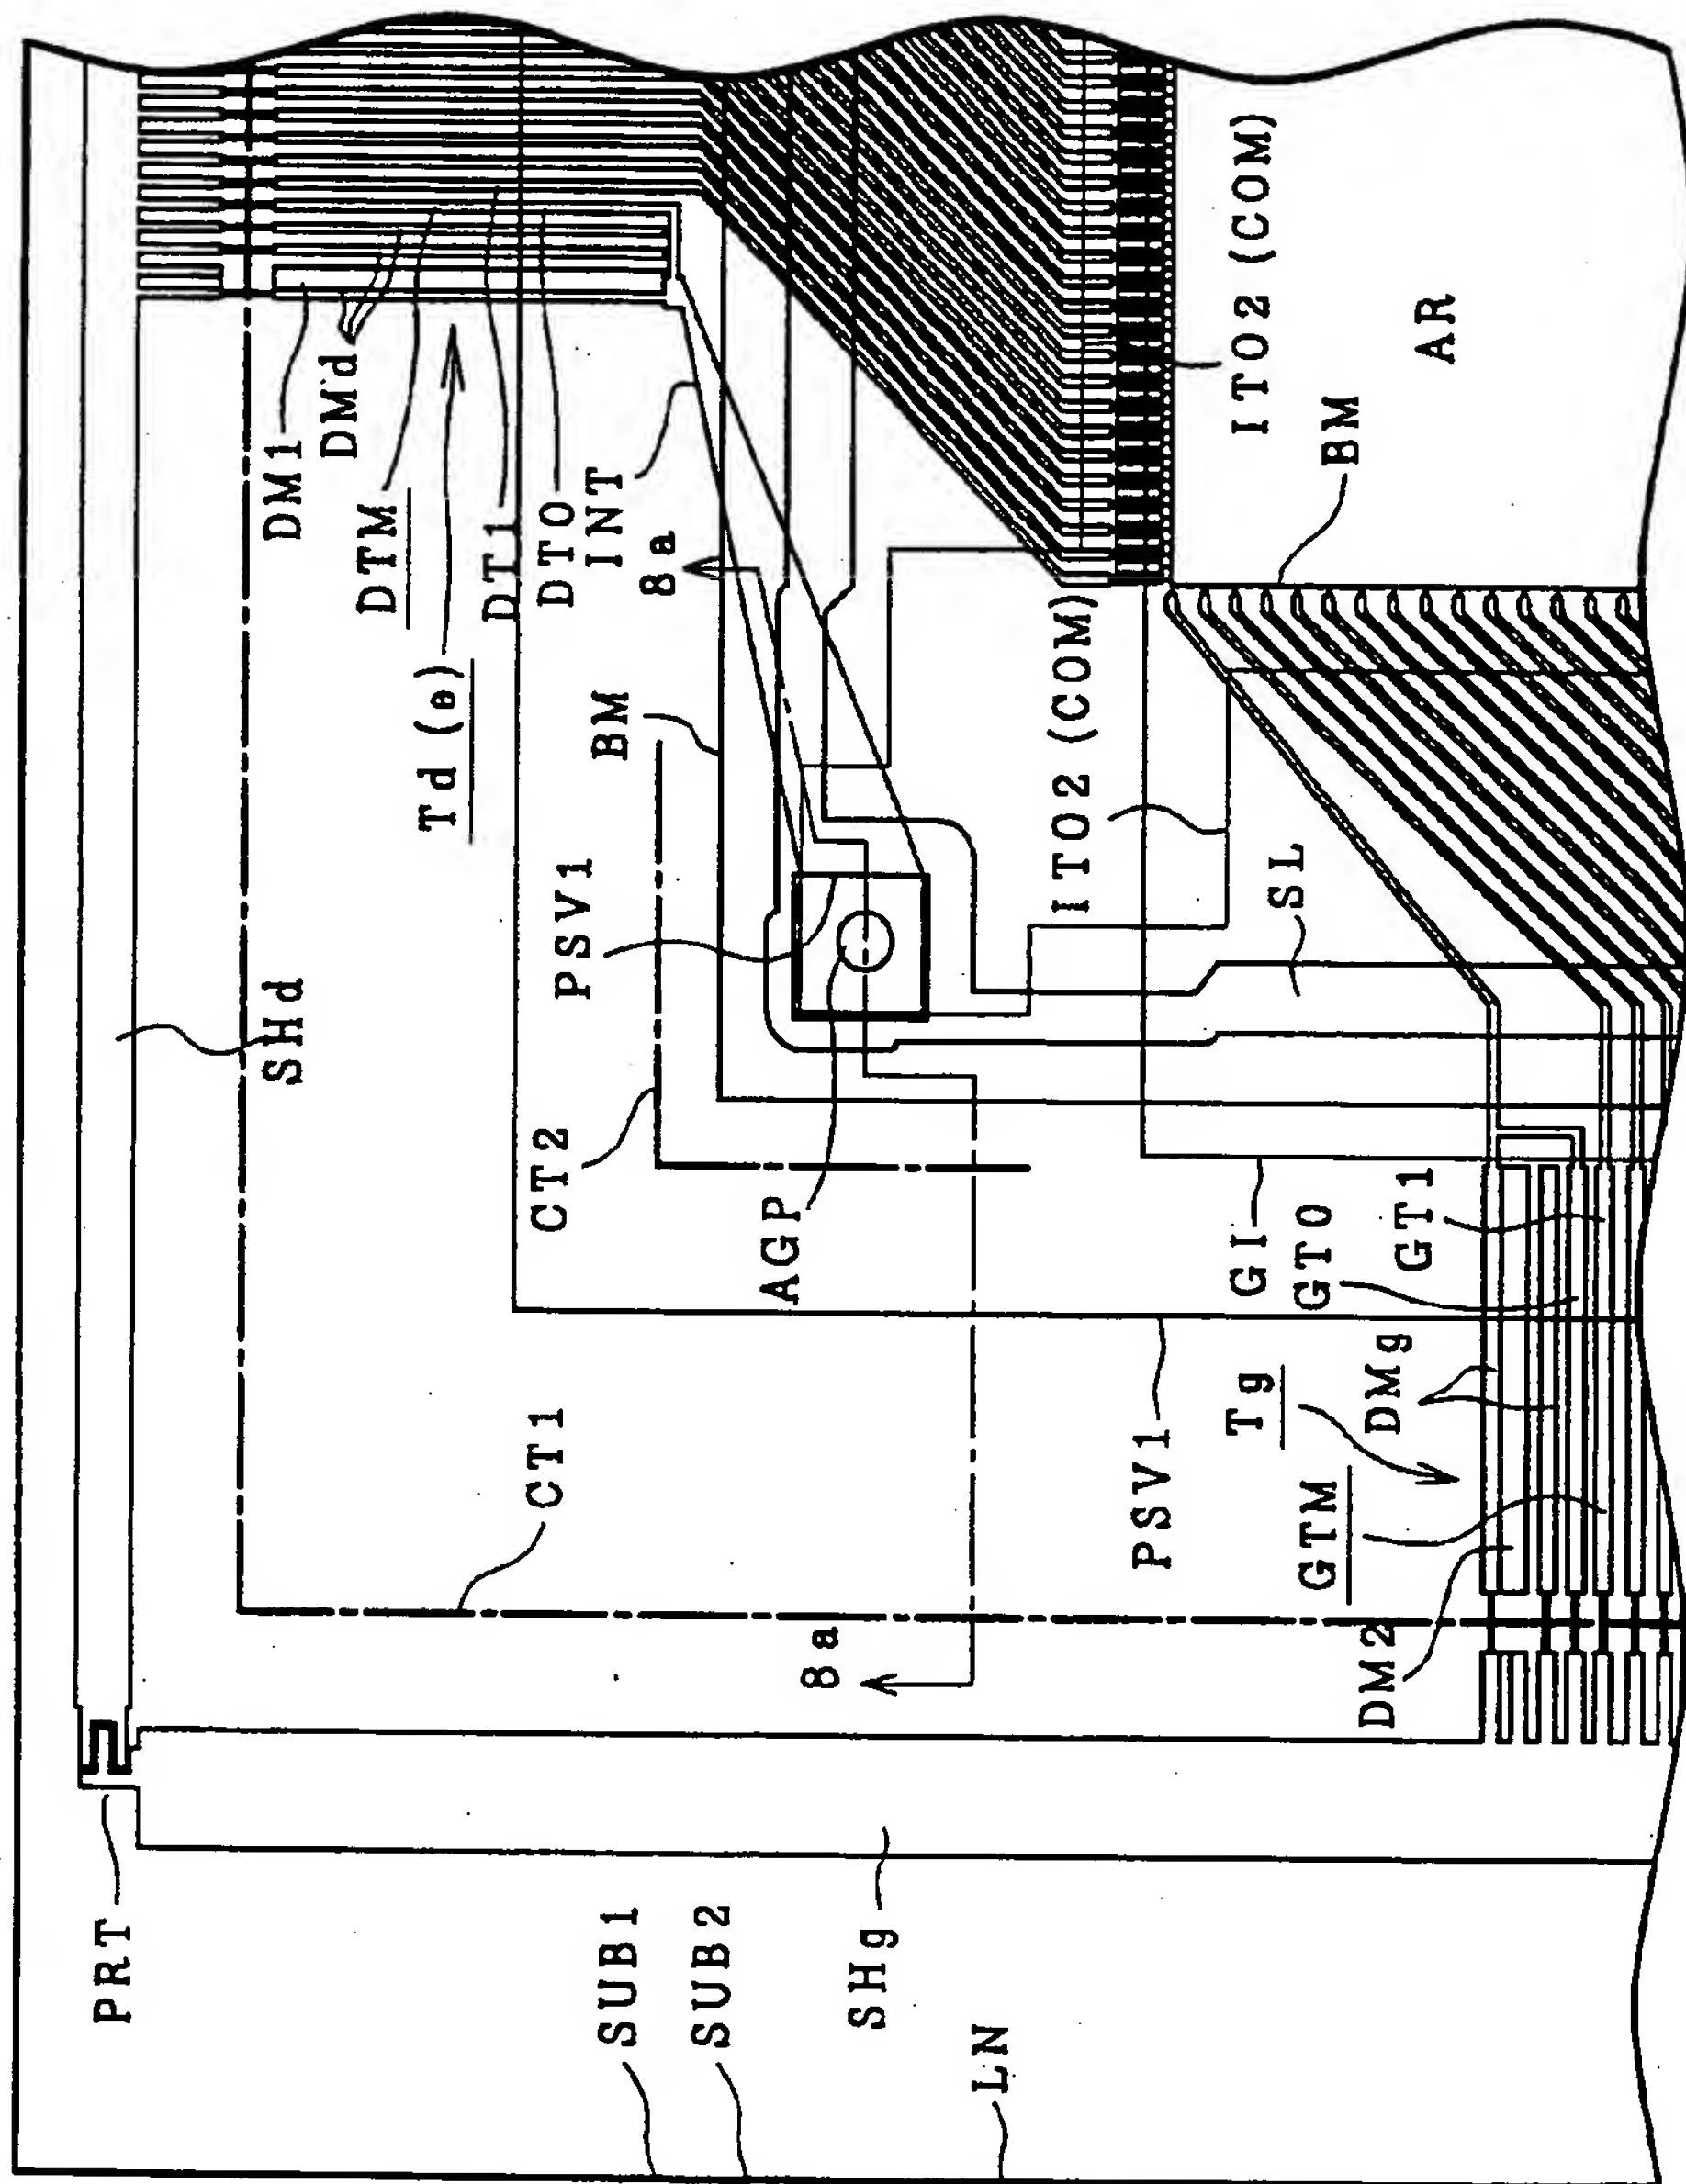 PRT
SHd
DM1
DMd
DTM
Td (e)
DT1
CT1
CT2
DT0
PSV1
INT
BM
SUB1
8a
SUB2
AGP
8a
SHg
LN
ITO2 (COM)
PSV1
Tg
GI
ITO2 (COM)
SL
GT0
GTM
BM
DM2
DMg
GT1
AR